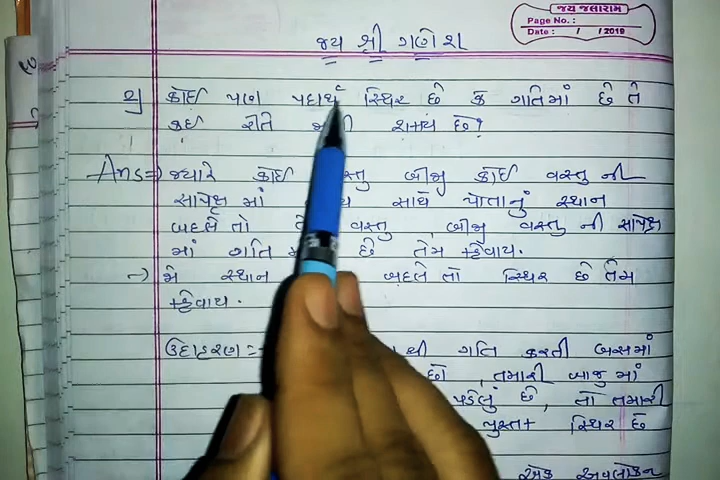 જય જલારામ
Page No. :
Date : / / 2019
જય શ્રી ગણેશ
1) કોઈ પણ પદાર્થ સ્થિર છે કે ગતિમાં છે તે
કઈ રીતે શકાય છે?
Ans⇒ જ્યારે કોઈ વસ્તુ બીજી કોઈ વસ્તુ ની
સાપેક્ષ માં સાથે પોતાનું સ્થાન
બદલે તો વસ્તુ બીજી વસ્તુ ની સાપેક્ષ
માં ગતિ છે તેમ કહેવાય.
→ જો સ્થાન બદલે તો સ્થિર છે તેમ
કહેવાય.
ઉદાહરણ :- થી ગતિ કરતી બસમાં
છો , તમારી બાજુ માં
પડેલું છે , તો તમારી
પુસ્તક સ્થિર છે
એક અવલોકન